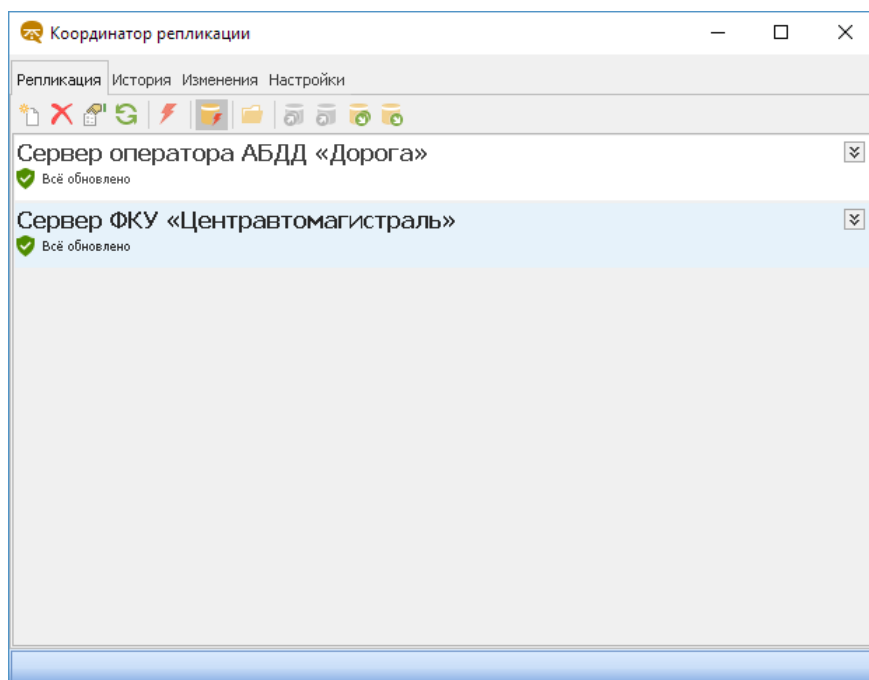 Координатор репликации
Репликация История Изменения Настройки
Сервер оператора АБДД «Дорога»
Всё обновлено
Сервер ФКУ «Центравтомагистраль»
Всё обновлено